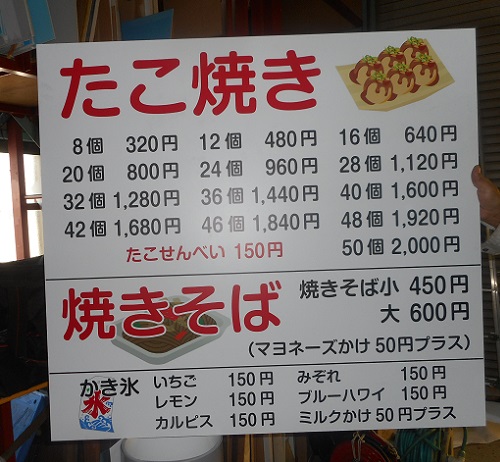 たこ焼き
8個 320円 12個 480円 16個 640円
20個 800円 24個 960円 28個 1,120円
32個 1,280円 36個 1,440円 40個 1,600円
42個 1,680円 46個 1,840円 48個 1,920円
たこせんべい 150円 50個 2,000円
焼きそば
焼きそば小 450円
大 600円
(マヨネーズかけ 50円プラス)
かき氷
氷
いちご 150円 みぞれ 150円
レモン 150円 ブルーハワイ 150円
カルピス 150円 ミルクかけ 50円プラス